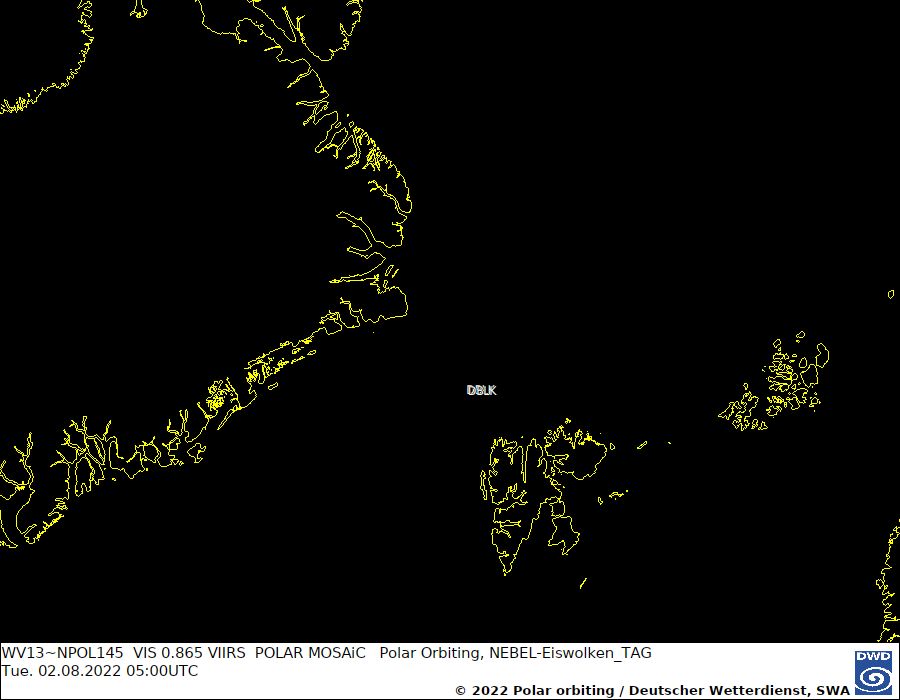 DBLK
WV13~NPOL145 VIS 0.865 VIIRS POLAR MOSAiC Polar Orbiting, NEBEL-Eiswolken_TAG
Tue. 02.08.2022 05:00UTC
© 2022 Polar orbiting / Deutscher Wetterdienst, SWA
DWD